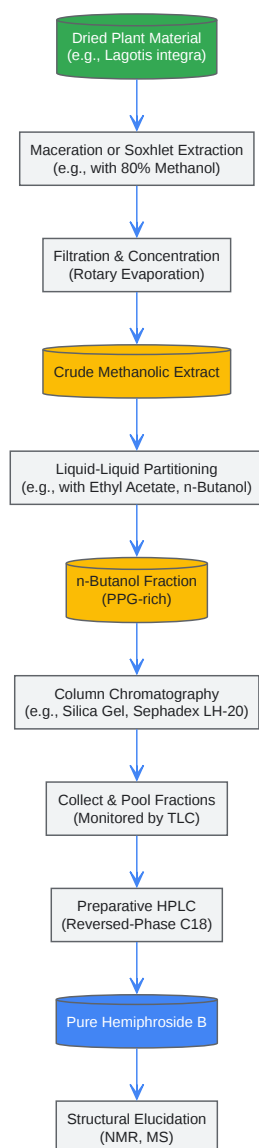 Dried Plant Material
(e.g., Lagotis integra)
Maceration or Soxhlet Extraction
(e.g., with 80% Methanol)
Filtration & Concentration
(Rotary Evaporation)
Crude Methanolic Extract
Liquid-Liquid Partitioning
(e.g., with Ethyl Acetate, n-Butanol)
n-Butanol Fraction
(PPG-rich)
Column Chromatography
(e.g., Silica Gel, Sephadex LH-20)
Collect & Pool Fractions
(Monitored by TLC)
Preparative HPLC
(Reversed-Phase C18)
Pure Hemiphroside B
Structural Elucidation
(NMR, MS)